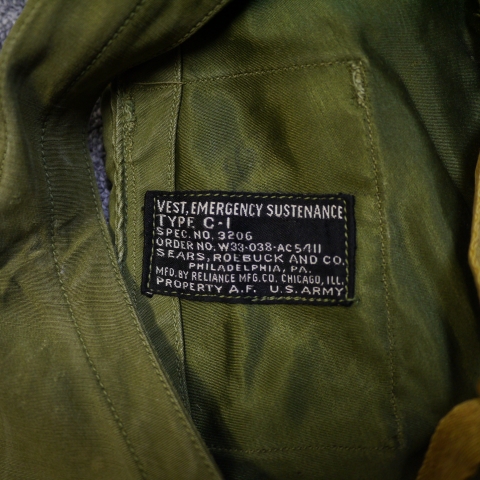 VEST, EMERGENCY SUSTENANCE
TYPE C-1
SPEC. NO. 3206
ORDER NO. W33-038-AC5411
SEARS, ROEBUCK AND CO.
PHILADELPHIA, PA.
MFD. BY RELIANCE MFG. CO. CHICAGO, ILL.
PROPERTY A.F. U.S. ARMY